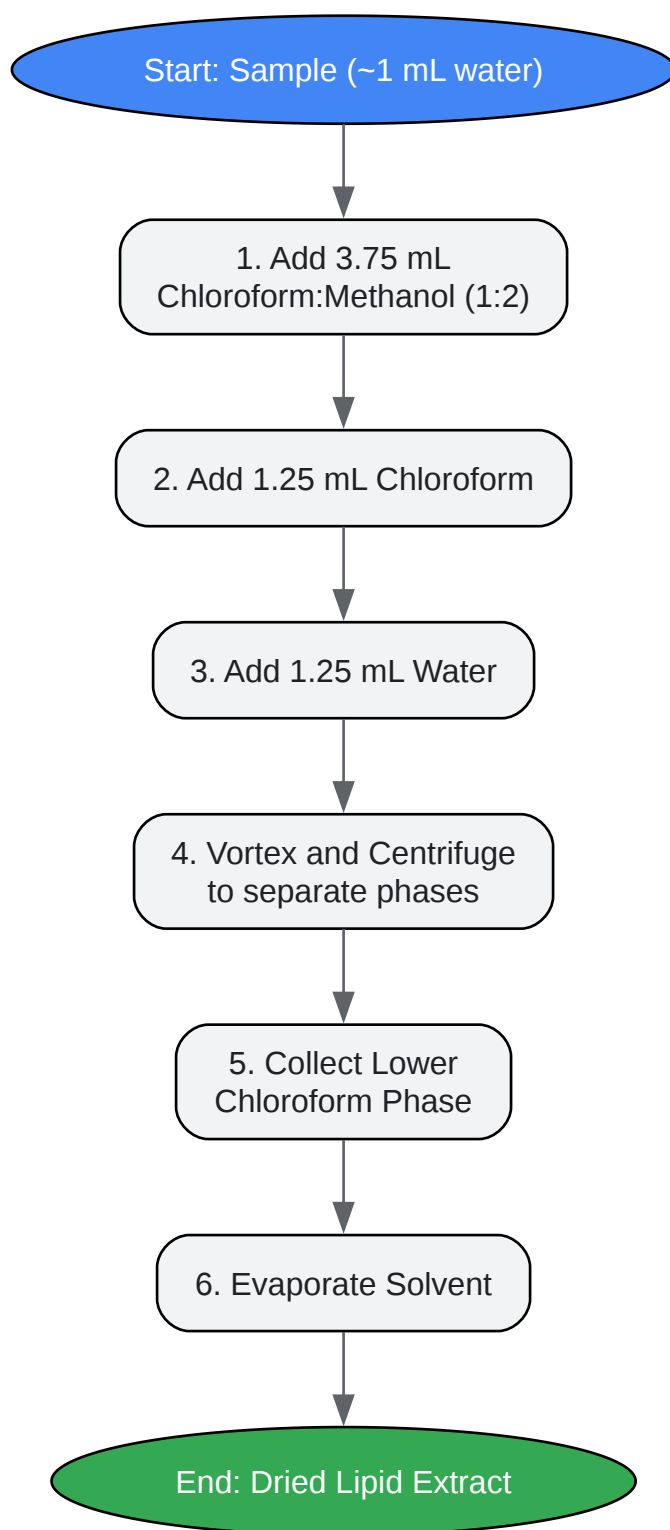 Start: Sample (~1 mL water)
1. Add 3.75 mL
Chloroform:Methanol (1:2)
2. Add 1.25 mL Chloroform
3. Add 1.25 mL Water
4. Vortex and Centrifuge
to separate phases
5. Collect Lower
Chloroform Phase
6. Evaporate Solvent
End: Dried Lipid Extract